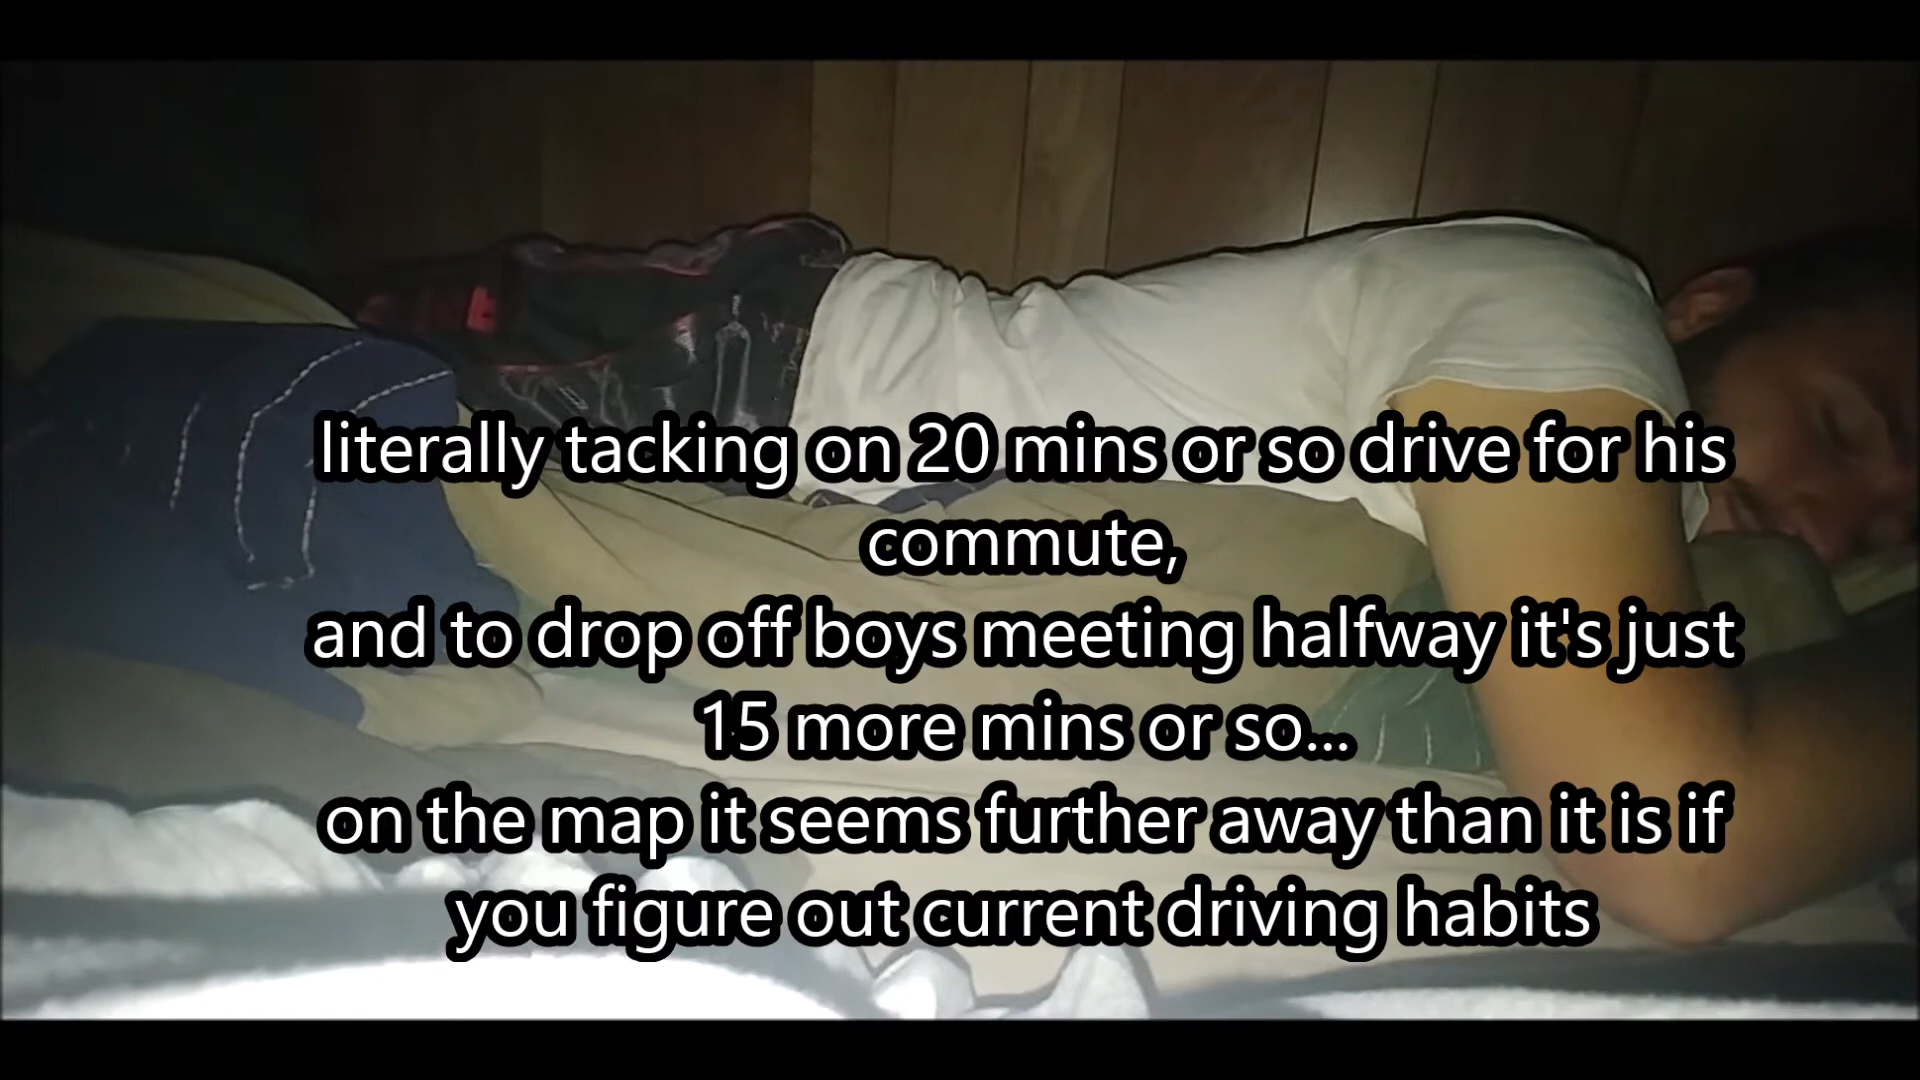 literally tacking on 20 mins or so drive for his
commute,
and to drop off boys meeting halfway it's just
15 more mins or so...
on the map it seems further away than it is if
you figure out current driving habits